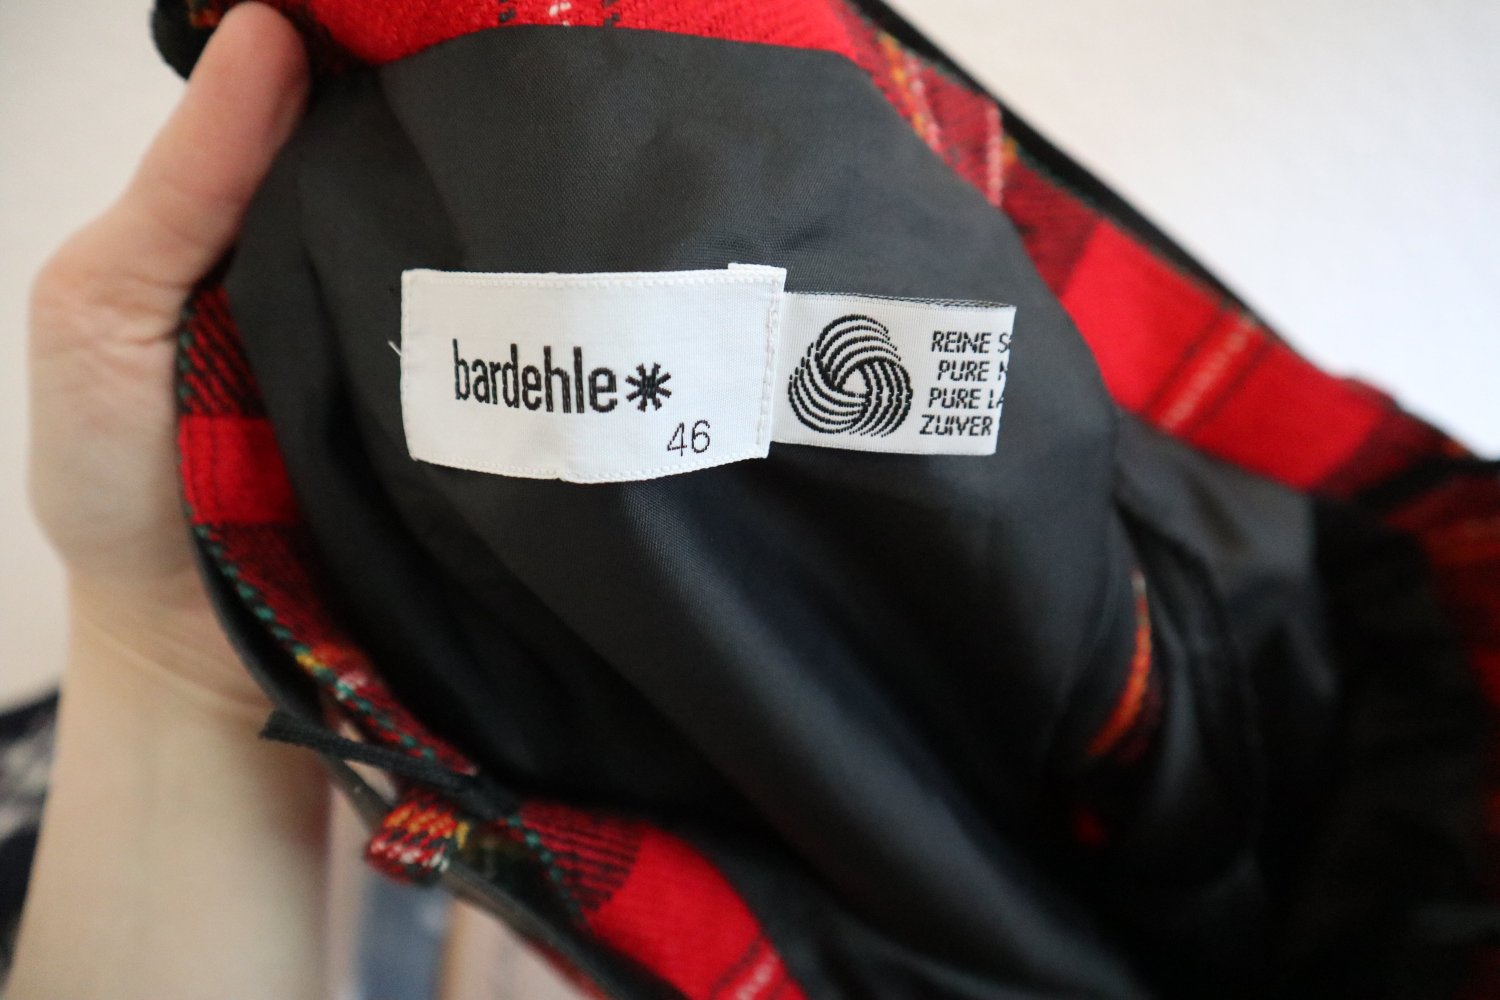 bardehle*
46
REINE
PURE
PURE
ZUIVER